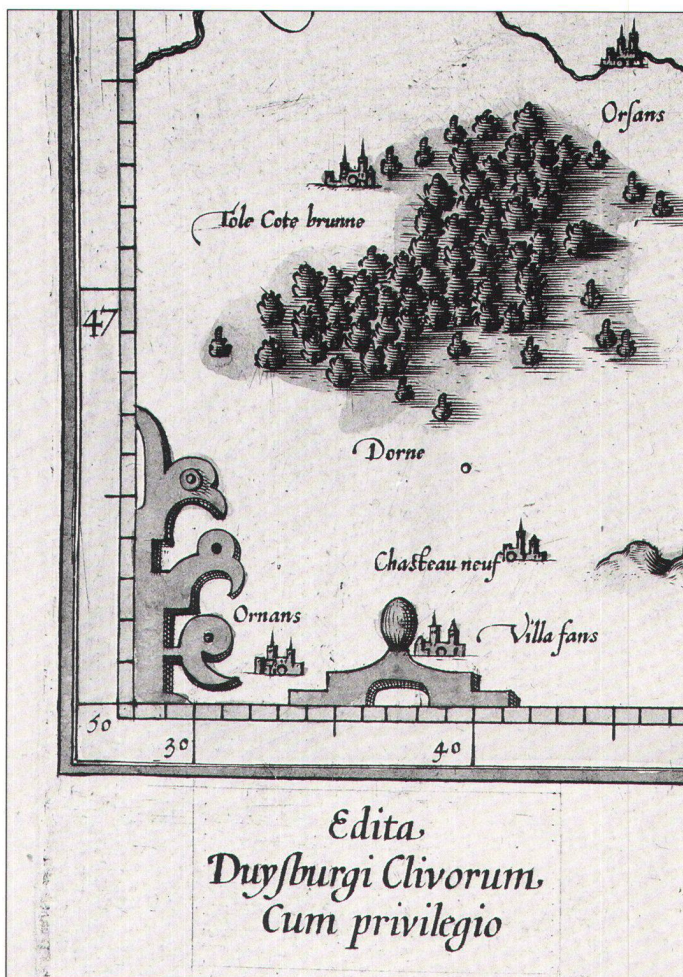 Orſans
Tole Cote brunne
47
Dorne
Chasteau neuf
Ornans
Villa fans
50
30
40
Edita
Duyſburgi Clivorum
Cum privilegio